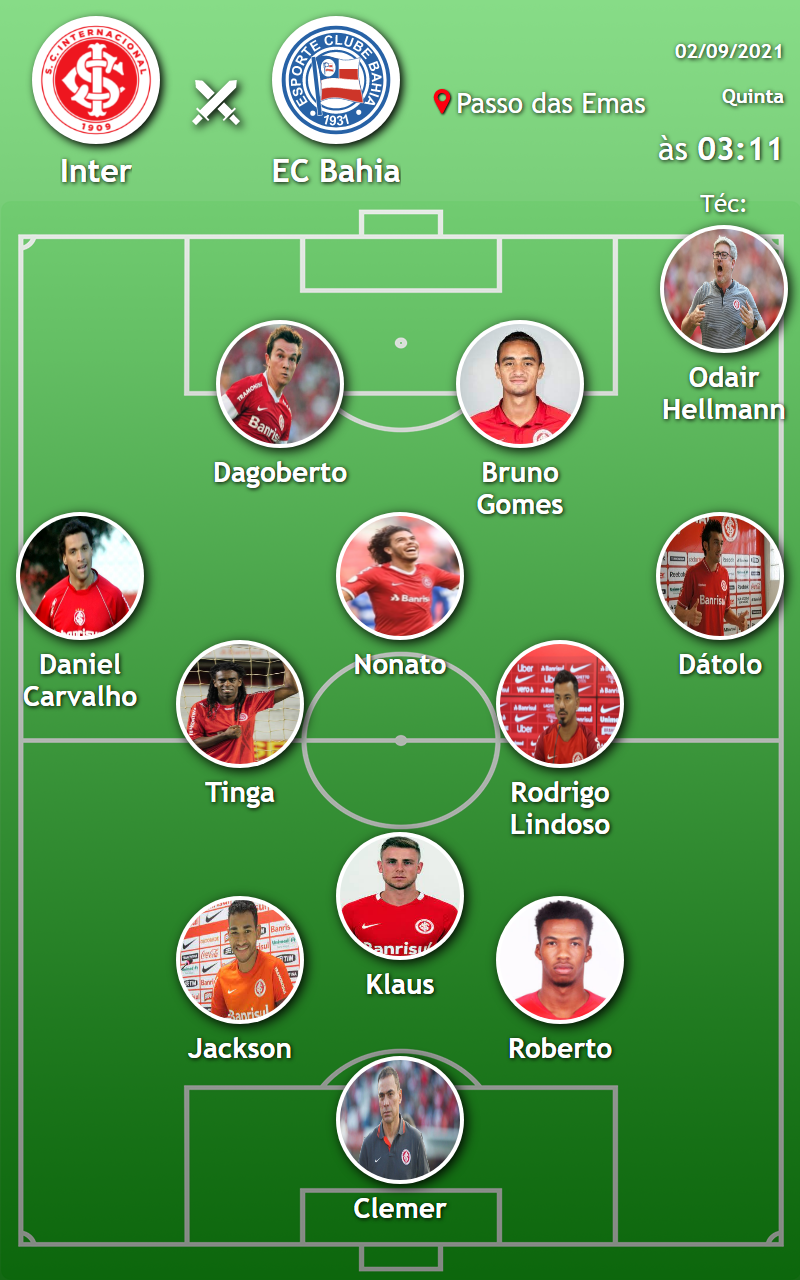 S.C. INTERNACIONAL
1909
ESPORTE CLUBE BAHIA
1931
Inter
EC Bahia
Passo das Emas
02/09/2021
Quinta
às 03:11
Téc:
Odair
Hellmann
Dagoberto
Bruno
Gomes
Daniel
Carvalho
Nonato
Dátolo
Tinga
Rodrigo
Lindoso
Klaus
Jackson
Roberto
Clemer